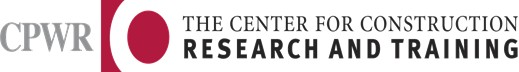 CPWR
THE CENTER FOR CONSTRUCTION
RESEARCH AND TRAINING